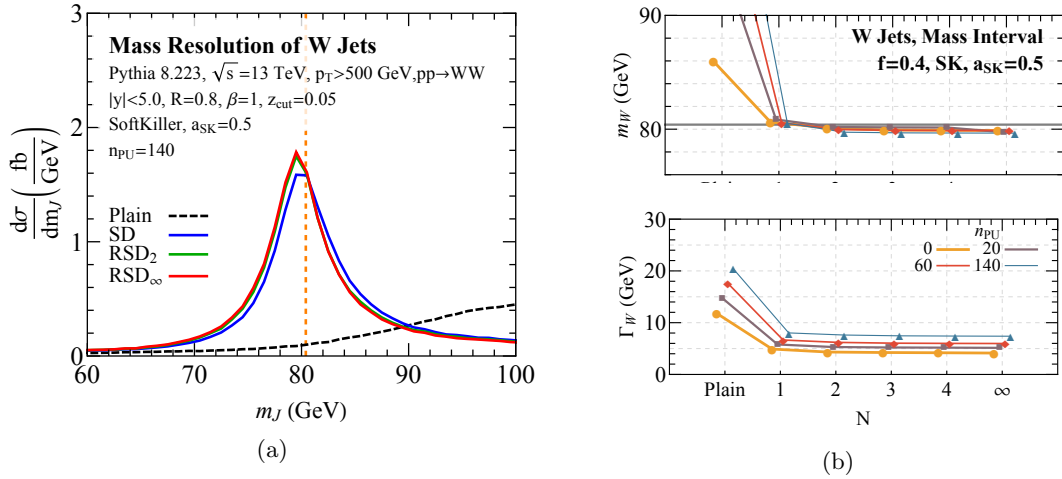 Mass Resolution of W Jets
Pythia 8.223, √s =13 TeV, pT>500 GeV,pp→WW
|y|<5.0, R=0.8, β=1, zcut=0.05
SoftKiller, aSK=0.5
nPU=140
Plain
SD
RSD2
RSD∞
dσ/dmJ (fb/GeV)
3
2
1
0
60 70 80 90 100
mJ (GeV)
(a)
W Jets, Mass Interval
f=0.4, SK, aSK=0.5
mW (GeV)
90
80
nPU
0 20
60 140
ΓW (GeV)
30
20
10
0
Plain 1 2 3 4 ∞
N
(b)